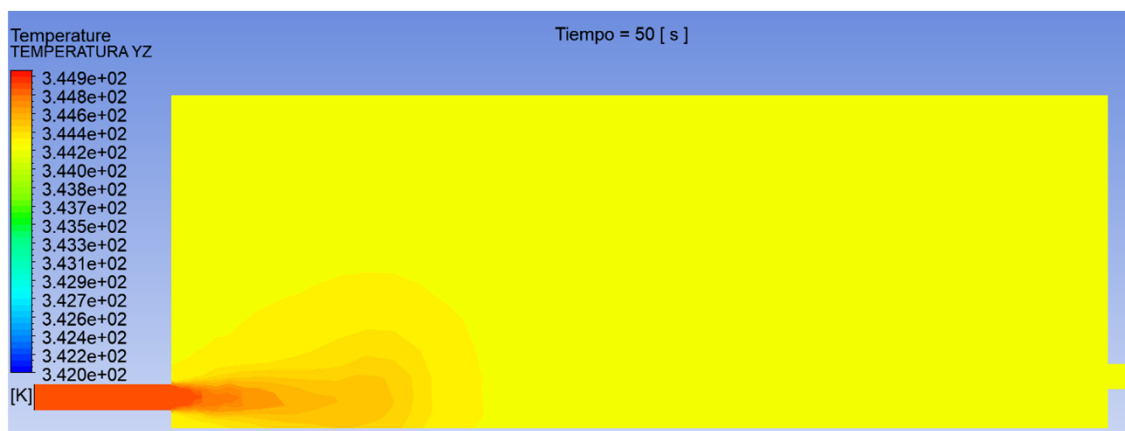 Temperature
TEMPERATURA YZ
Tiempo = 50 [ s ]
3.449e+02
3.448e+02
3.446e+02
3.444e+02
3.442e+02
3.440e+02
3.438e+02
3.437e+02
3.435e+02
3.433e+02
3.431e+02
3.429e+02
3.427e+02
3.426e+02
3.424e+02
3.422e+02
3.420e+02
[K]